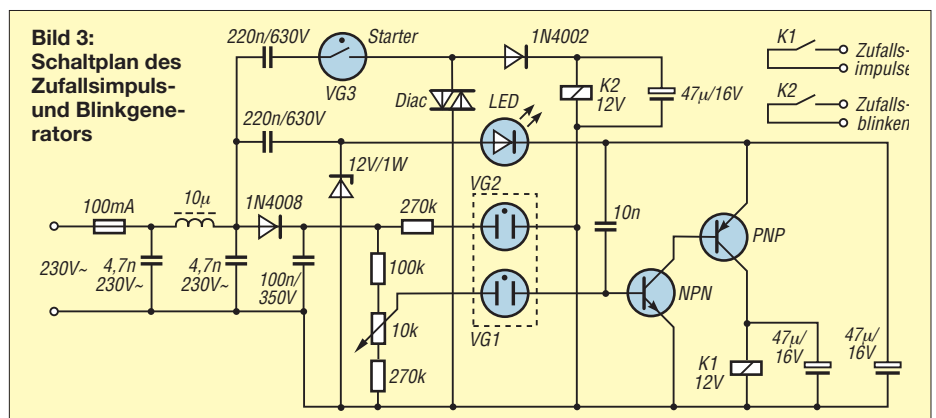 Bild 3:
Schaltplan des
Zufallsimpuls-
und Blinkgene-
rators
220n/630V
Starter
VG3
1N4002
K1
Zufalls-
impulse
K2
Zufalls-
blinken
Diac
LED
K2
12V
47µ/16V
220n/630V
12V/1W
VG2
10n
PNP
100mA
10µ
1N4008
270k
230V~
4,7n
230V~
4,7n
230V~
100n/
350V
100k
10k
270k
VG1
NPN
K1
12V
47µ/
16V
47µ/
16V